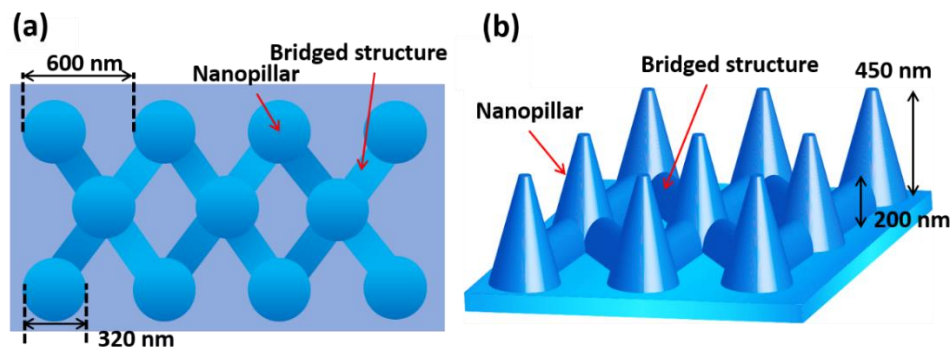 (a)
600 nm
Nanopillar
Bridged structure
320 nm
(b)
Bridged structure
Nanopillar
450 nm
200 nm